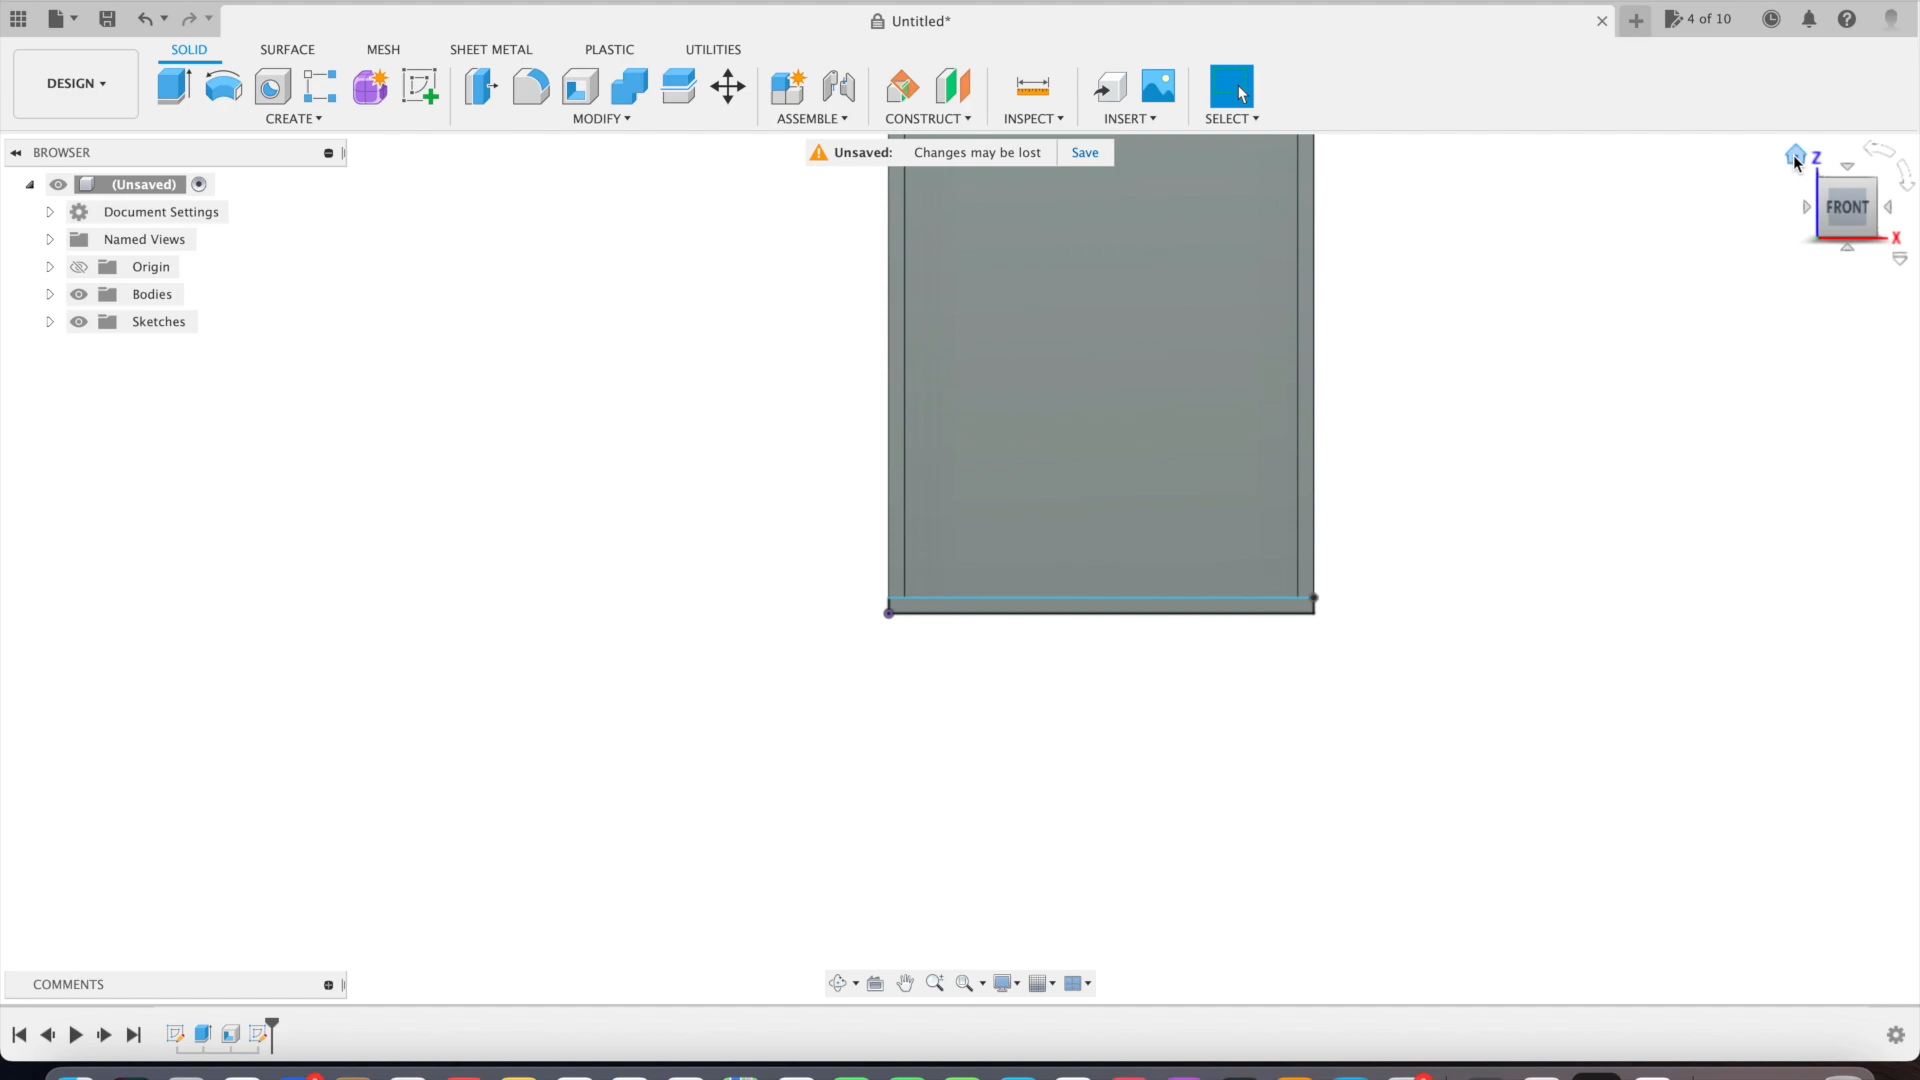 Untitled*
4 of 10
SOLID
SURFACE
MESH
SHEET METAL
PLASTIC
UTILITIES
DESIGN
CREATE
MODIFY
ASSEMBLE
CONSTRUCT
INSPECT
INSERT
SELECT
BROWSER
Unsaved: Changes may be lost Save
(Unsaved)
Document Settings
Named Views
Origin
Bodies
Sketches
Z
FRONT
X
COMMENTS